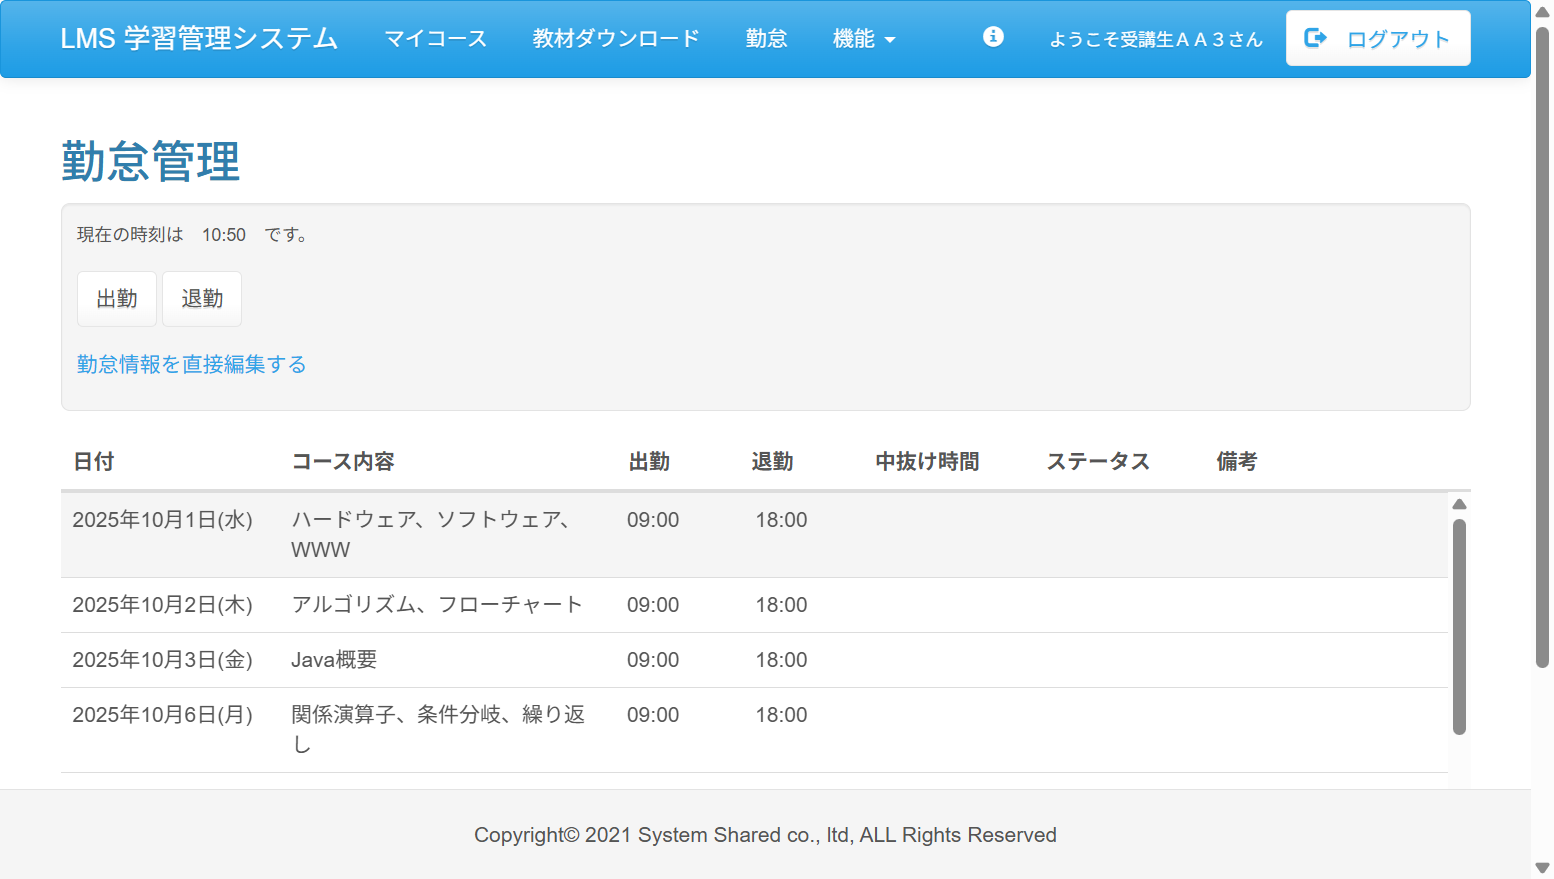 LMS 学習管理システム マイコース 教材ダウンロード 勤怠 機能 ようこそ受講生ＡＡ３さん ログアウト
勤怠管理
現在の時刻は 10:50 です。
出勤 退勤
勤怠情報を直接編集する
日付 コース内容 出勤 退勤 中抜け時間 ステータス 備考
2025年10月1日(水) ハードウェア、ソフトウェア、 09:00 18:00
WWW
2025年10月2日(木) アルゴリズム、フローチャート 09:00 18:00
2025年10月3日(金) Java概要 09:00 18:00
2025年10月6日(月) 関係演算子、条件分岐、繰り返 09:00 18:00
し
Copyright© 2021 System Shared co., ltd, ALL Rights Reserved